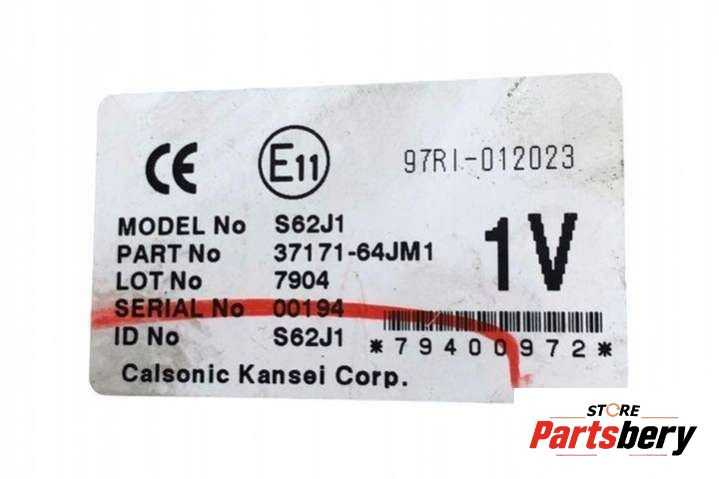 CE E11 97RI-012023
MODEL No S62J1
PART No 37171-64JM1
LOT No 7904
SERIAL No 00194
ID No S62J1
1V
*79400972*
Calsonic Kansei Corp.
STORE
Partsbery